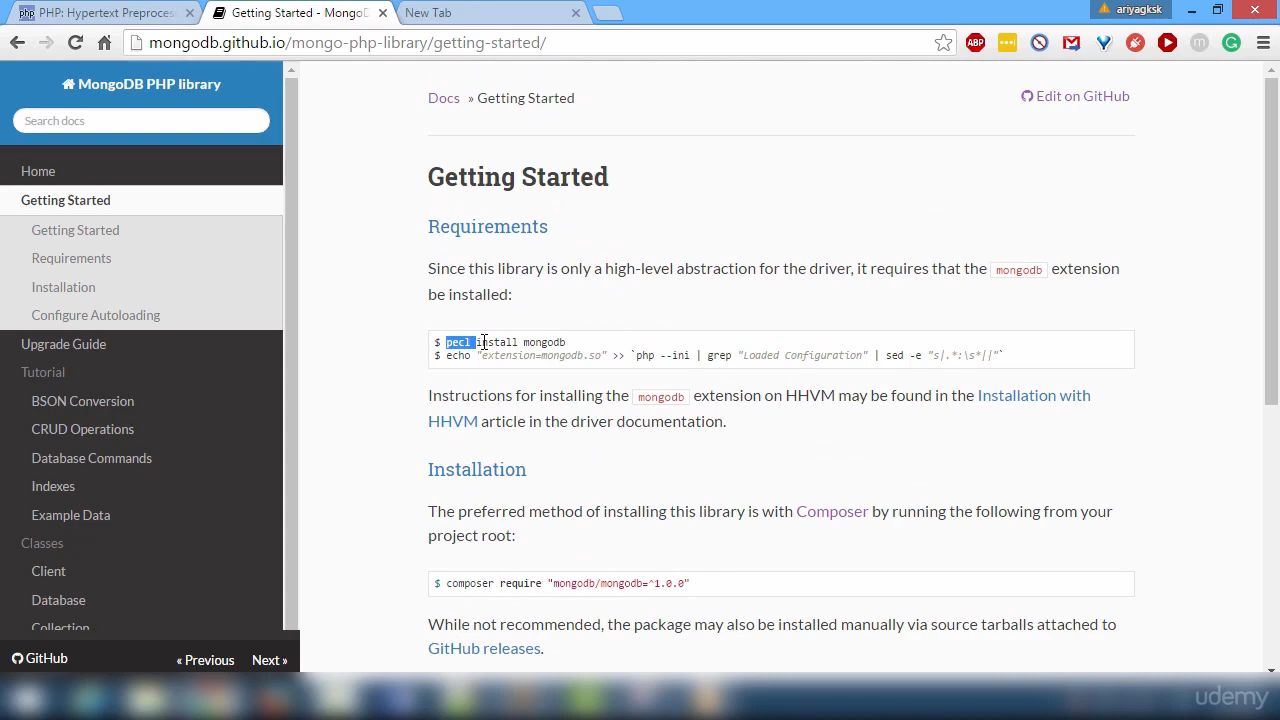 PHP: Hypertext Preproces
Getting Started - MongoD
New Tab
ariyagksk
mongodb.github.io/mongo-php-library/getting-started/
ABP
MongoDB PHP library
Search docs
Home
Getting Started
Getting Started
Requirements
Installation
Configure Autoloading
Upgrade Guide
Tutorial
BSON Conversion
CRUD Operations
Database Commands
Indexes
Example Data
Classes
Client
Database
Collection
GitHub
« Previous
Next »
Docs » Getting Started
Edit on GitHub
Getting Started
Requirements
Since this library is only a high-level abstraction for the driver, it requires that the mongodb extension
be installed:
$ pecl install mongodb
$ echo "extension=mongodb.so" >> `php --ini | grep "Loaded Configuration" | sed -e "s|.*:\s*||"`
Instructions for installing the mongodb extension on HHVM may be found in the Installation with
HHVM article in the driver documentation.
Installation
The preferred method of installing this library is with Composer by running the following from your
project root:
$ composer require "mongodb/mongodb=^1.0.0"
While not recommended, the package may also be installed manually via source tarballs attached to
GitHub releases.
udemy